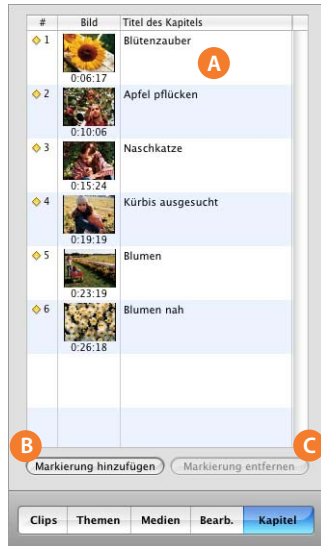 # Bild Titel des Kapitels
1 Blütenzauber
A
0:06:17
2 Apfel pflücken
0:10:06
3 Naschkatze
0:15:24
4 Kürbis ausgesucht
0:19:19
5 Blumen
0:23:19
6 Blumen nah
0:26:18
B C
Markierung hinzufügen Markierung entfernen
Clips Themen Medien Bearb. Kapitel